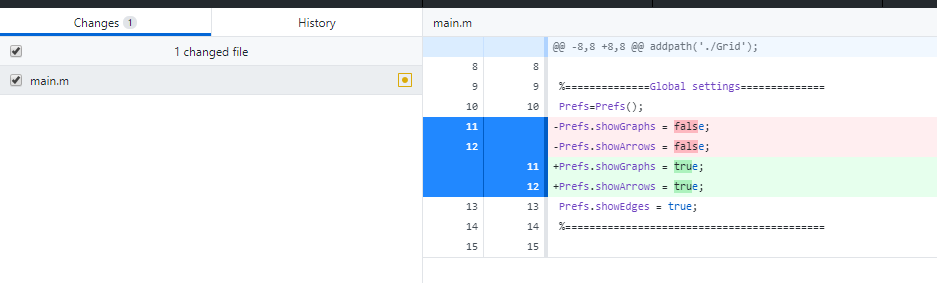 Changes 1 History main.m
1 changed file
main.m
@@ -8,8 +8,8 @@ addpath('./Grid');
8 8
9 9 %==============Global settings==============
10 10 Prefs=Prefs();
11 -Prefs.showGraphs = false;
12 -Prefs.showArrows = false;
11 +Prefs.showGraphs = true;
12 +Prefs.showArrows = true;
13 13 Prefs.showEdges = true;
14 14 %===========================================
15 15